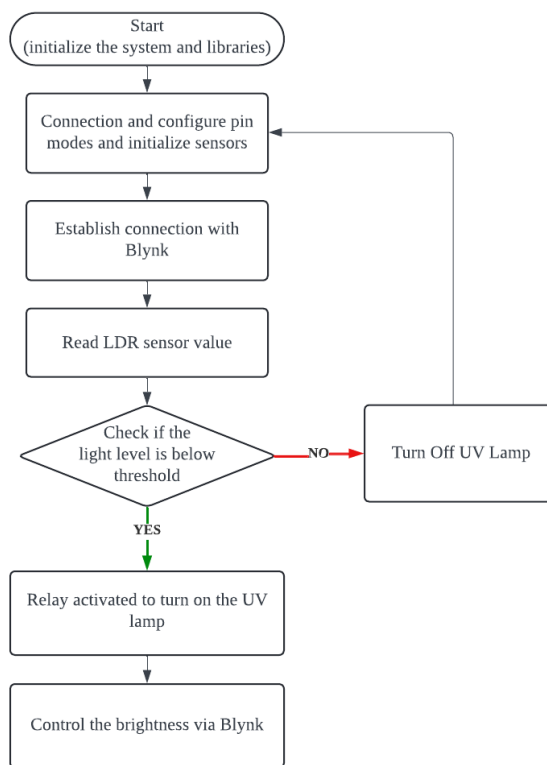 Start
(initialize the system and libraries)
Connection and configure pin
modes and initialize sensors
Establish connection with
Blynk
Read LDR sensor value
Check if the
light level is below
threshold
NO
Turn Off UV Lamp
YES
Relay activated to turn on the UV
lamp
Control the brightness via Blynk